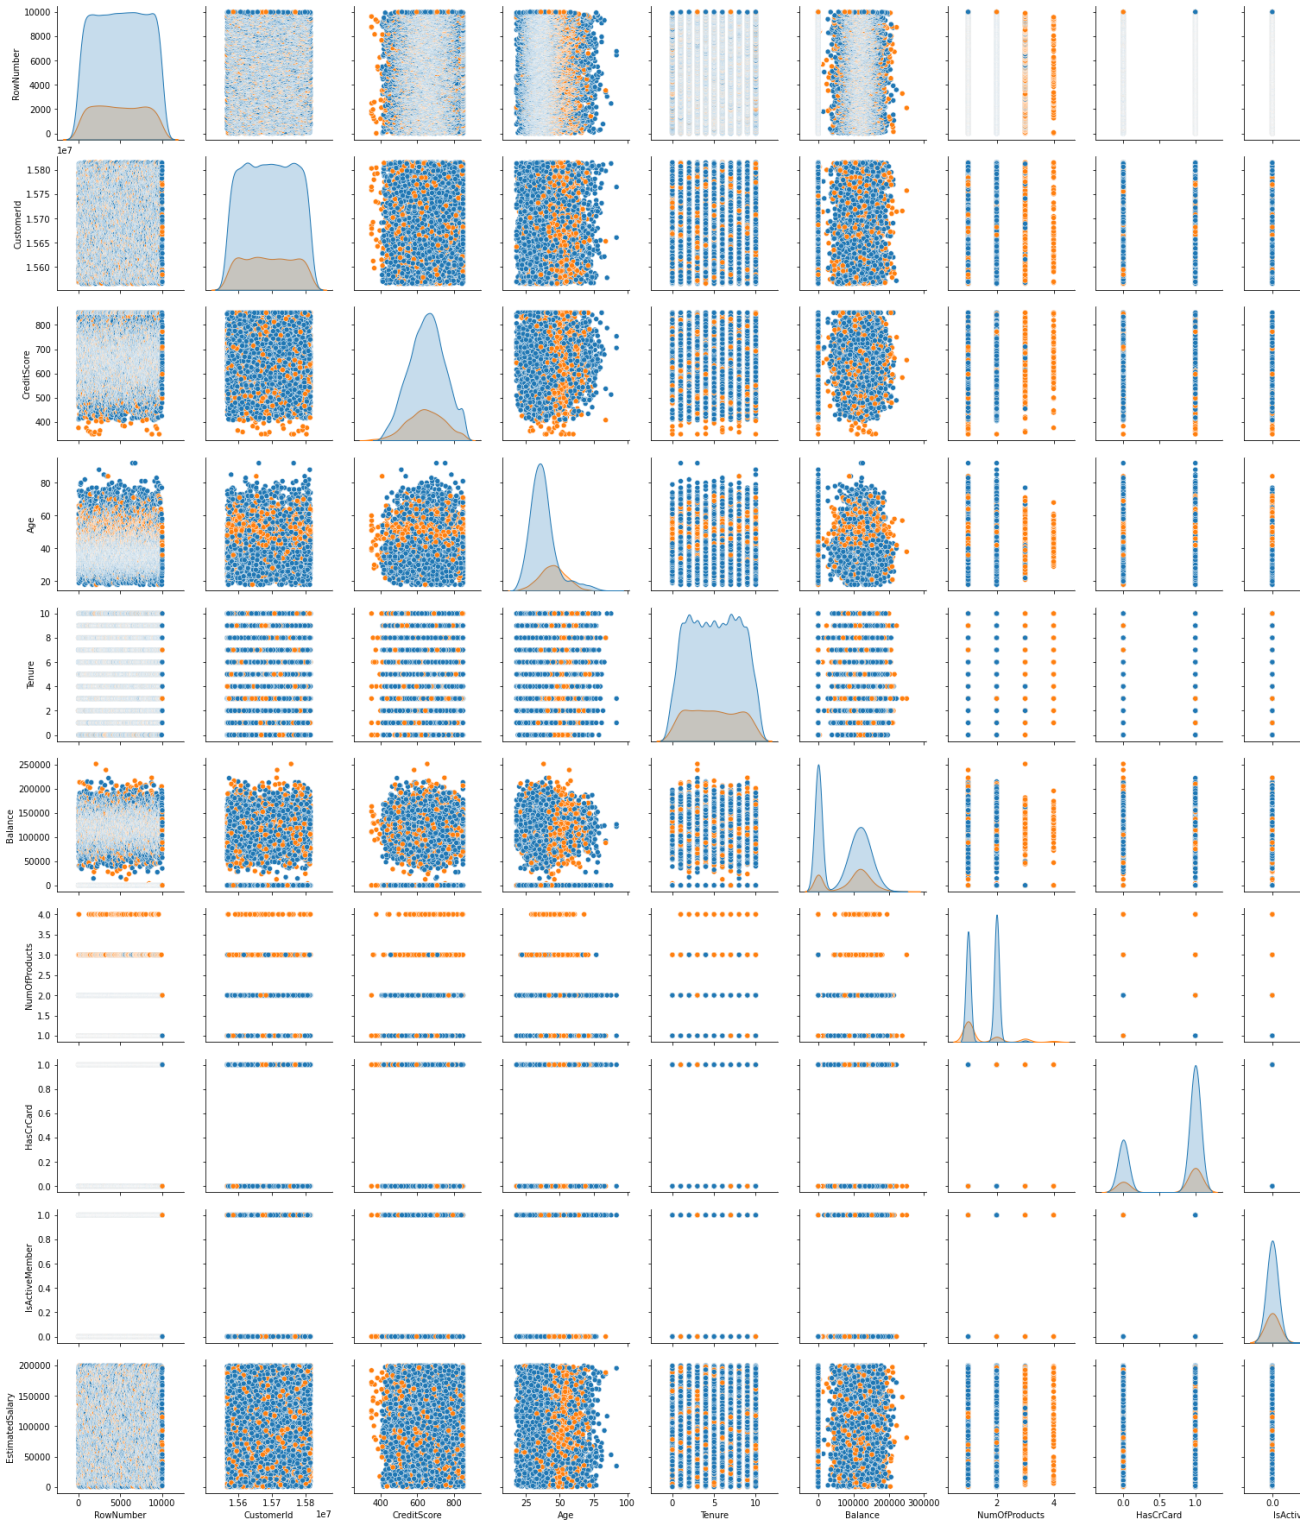 10000
8000
6000
4000
2000
0
RowNumber
1e7
1.580
1.575
1.570
1.565
1.560
CustomerId
800
700
600
500
400
CreditScore
80
60
40
20
Age
10
8
6
4
2
0
Tenure
250000
200000
150000
100000
50000
0
Balance
4.0
3.5
3.0
2.5
2.0
1.5
1.0
NumOfProducts
1.0
0.8
0.6
0.4
0.2
0.0
HasCrCard
1.0
0.8
0.6
0.4
0.2
0.0
IsActiveMember
200000
150000
100000
50000
0
EstimatedSalary
0 5000 10000
RowNumber
1.56 1.57 1.58
1e7
CustomerId
400 600 800
CreditScore
25 50 75 100
Age
0 5 10
Tenure
0 100000 200000 300000
Balance
2 4
NumOfProducts
0.0 0.5 1.0
HasCrCard
0.0
IsActiv